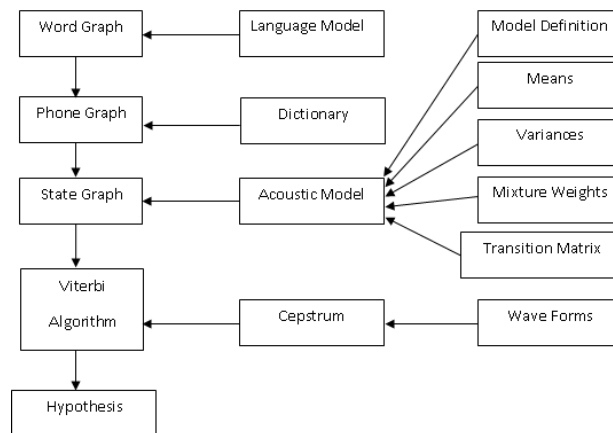 Word Graph
Language Model
Model Definition
Means
Phone Graph
Dictionary
Variances
State Graph
Acoustic Model
Mixture Weights
Transition Matrix
Viterbi
Algorithm
Cepstrum
Wave Forms
Hypothesis